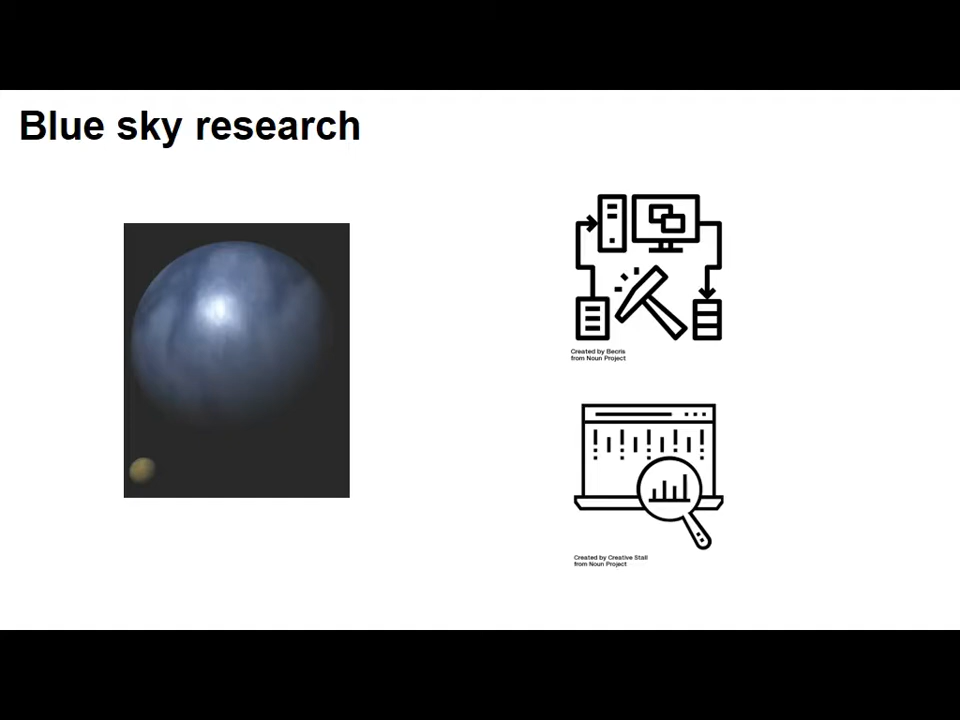 Blue sky research
Created by Becris
from Noun Project
Created by Creative Stall
from Noun Project